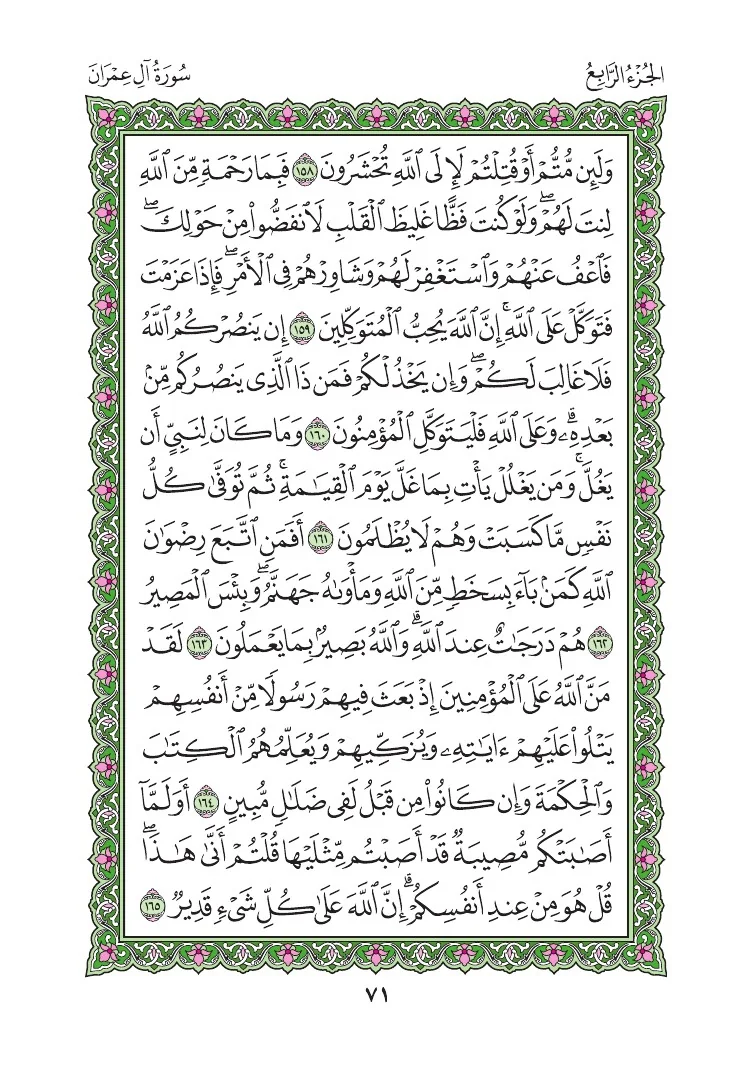 الجُزْءُ الرَّابِعُ
سُورَةُ آلِ عِمْرَانَ
وَلَئِن مُّتُّمْ أَوْ قُتِلْتُمْ لَإِلَى ٱللَّهِ تُحْشَرُونَ ١٥٨ فَبِمَا رَحْمَةٍ مِّنَ ٱللَّهِ
لِنتَ لَهُمْ ۖ وَلَوْ كُنتَ فَظًّا غَلِيظَ ٱلْقَلْبِ لَٱنفَضُّوا۟ مِنْ حَوْلِكَ ۖ
فَٱعْفُ عَنْهُمْ وَٱسْتَغْفِرْ لَهُمْ وَشَاوِرْهُمْ فِى ٱلْأَمْرِ ۖ فَإِذَا عَزَمْتَ
فَتَوَكَّلْ عَلَى ٱللَّهِ ۚ إِنَّ ٱللَّهَ يُحِبُّ ٱلْمُتَوَكِّلِينَ ١٥٩ إِن يَنصُرْكُمُ ٱللَّهُ
فَلَا غَالِبَ لَكُمْ ۖ وَإِن يَخْذُلْكُمْ فَمَن ذَا ٱلَّذِى يَنصُرُكُم مِّنۢ
بَعْدِهِۦ ۗ وَعَلَى ٱللَّهِ فَلْيَتَوَكَّلِ ٱلْمُؤْمِنُونَ ١٦٠ وَمَا كَانَ لِنَبِىٍّ أَن
يَغُلَّ ۚ وَمَن يَغْلُلْ يَأْتِ بِمَا غَلَّ يَوْمَ ٱلْقِيَـٰمَةِ ۚ ثُمَّ تُوَفَّىٰ كُلُّ
نَفْسٍ مَّا كَسَبَتْ وَهُمْ لَا يُظْلَمُونَ ١٦١ أَفَمَنِ ٱتَّبَعَ رِضْوَٰنَ
ٱللَّهِ كَمَنۢ بَآءَ بِسَخَطٍ مِّنَ ٱللَّهِ وَمَأْوَىٰهُ جَهَنَّمُ ۖ وَبِئْسَ ٱلْمَصِيرُ
١٦٢ هُمْ دَرَجَـٰتٌ عِندَ ٱللَّهِ ۗ وَٱللَّهُ بَصِيرٌۢ بِمَا يَعْمَلُونَ ١٦٣ لَقَدْ
مَنَّ ٱللَّهُ عَلَى ٱلْمُؤْمِنِينَ إِذْ بَعَثَ فِيهِمْ رَسُولًا مِّنْ أَنفُسِهِمْ
يَتْلُوا۟ عَلَيْهِمْ ءَايَـٰتِهِۦ وَيُزَكِّيهِمْ وَيُعَلِّمُهُمُ ٱلْكِتَـٰبَ
وَٱلْحِكْمَةَ وَإِن كَانُوا۟ مِن قَبْلُ لَفِى ضَلَـٰلٍ مُّبِينٍ ١٦٤ أَوَلَمَّآ
أَصَـٰبَتْكُم مُّصِيبَةٌ قَدْ أَصَبْتُم مِّثْلَيْهَا قُلْتُمْ أَنَّىٰ هَـٰذَا ۖ
قُلْ هُوَ مِنْ عِندِ أَنفُسِكُمْ ۗ إِنَّ ٱللَّهَ عَلَىٰ كُلِّ شَىْءٍ قَدِيرٌ ١٦٥
٧١